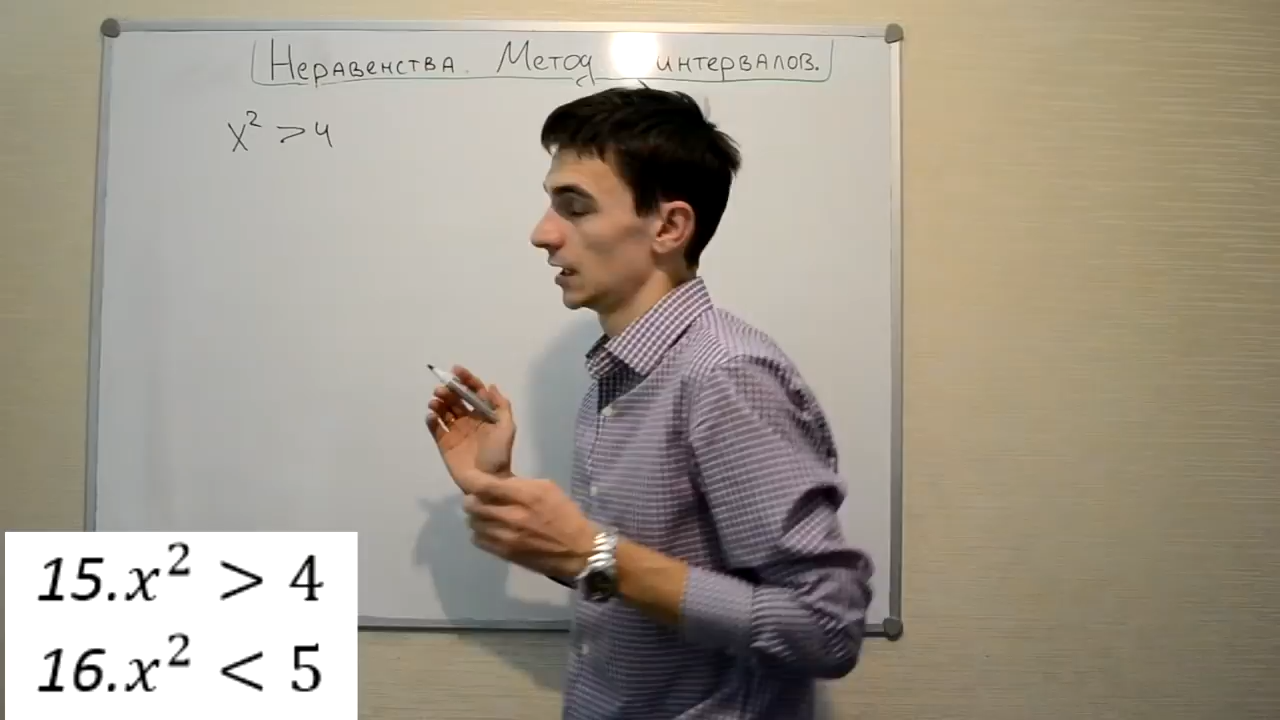 Неравенства. Метод интервалов.
x² > 4
15. x² > 4
16. x² < 5